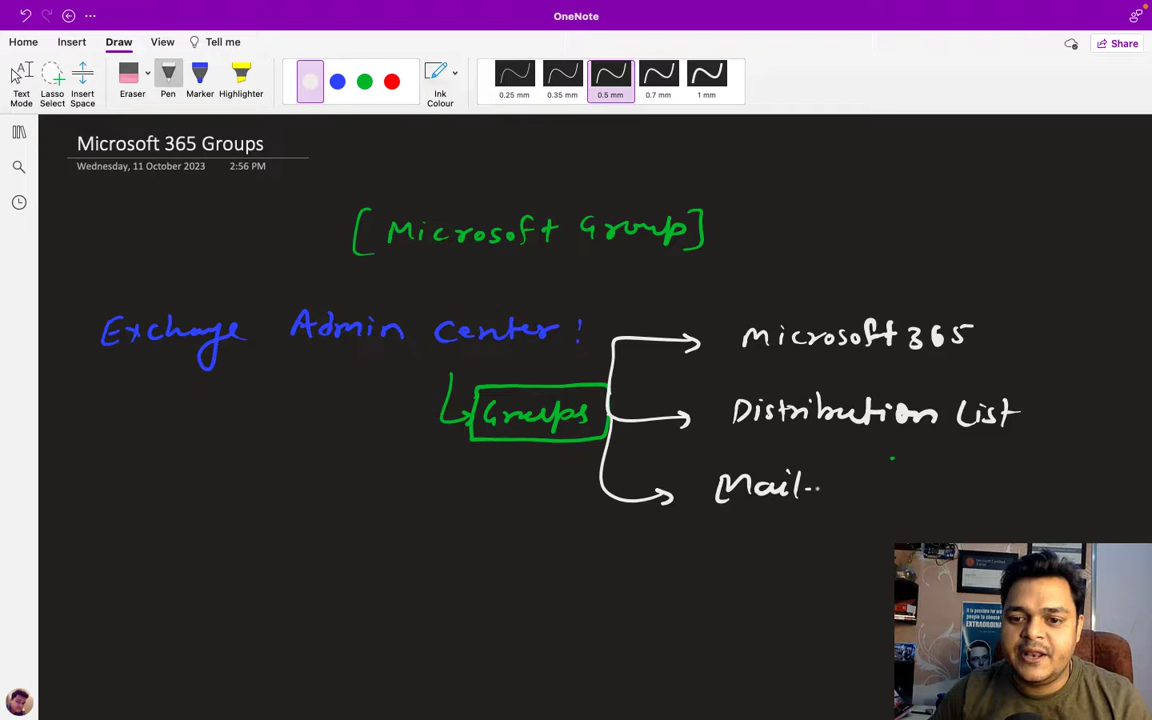 OneNote
Home Insert Draw View Tell me
Share
Text Mode
Lasso Select
Insert Space
Eraser
Pen
Marker
Highlighter
Ink Colour
0.25 mm 0.35 mm 0.5 mm 0.7 mm 1 mm
Microsoft 365 Groups
Wednesday, 11 October 2023 2:56 PM
[Microsoft Group]
Exchange Admin Center:
Microsoft 365
Groups
Distribution List
Mail-
EXTRAORDINA